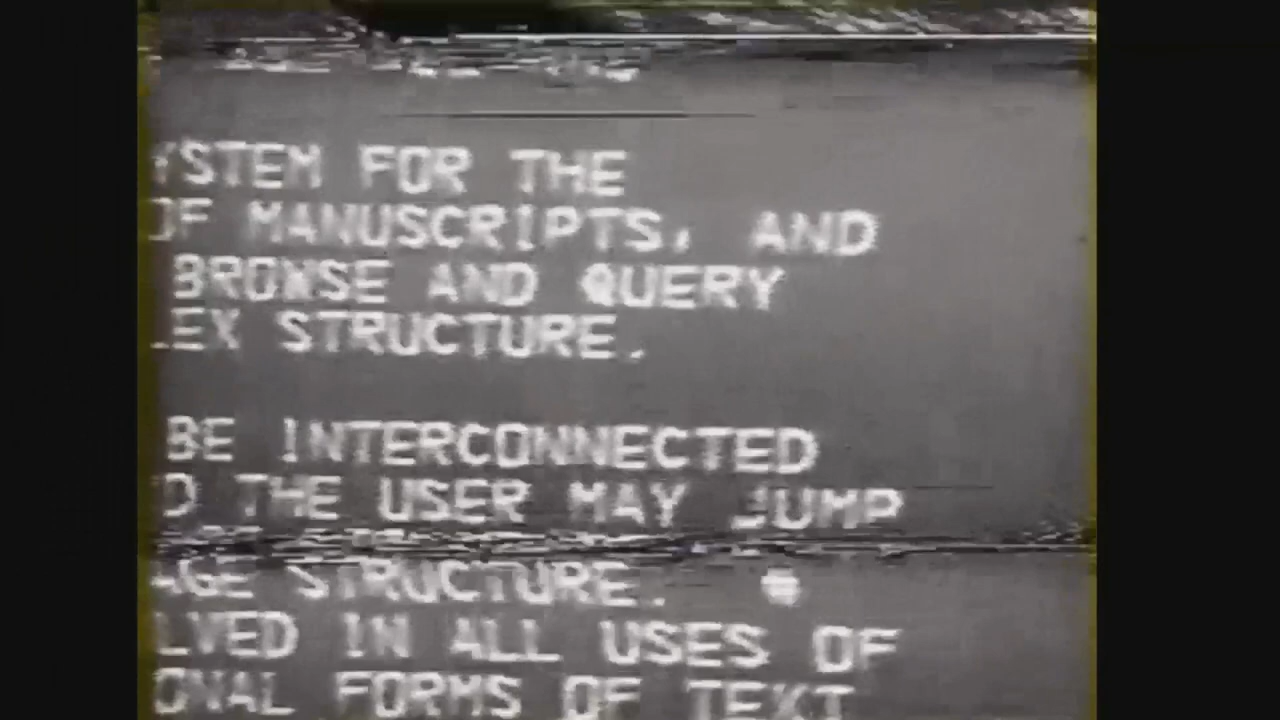 YSTEM FOR THE
OF MANUSCRIPTS, AND
BROWSE AND QUERY
LEX STRUCTURE.
BE INTERCONNECTED
THE USER MAY JUMP
AGE STRUCTURE.
LVED IN ALL USES OF
ONAL FORMS OF TEXT